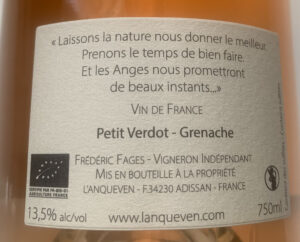 « Laissons la nature nous donner le meilleur.
Prenons le temps de bien faire.
Et les Anges nous promettront
de beaux instants...»
Vin de France
Petit Verdot - Grenache
Frédéric Fages - Vigneron Indépendant
Mis en bouteille à la propriété
Lanqueven - F.34230 Adissan - France
13,5% alc/vol
www.lanqueven.com
750ml